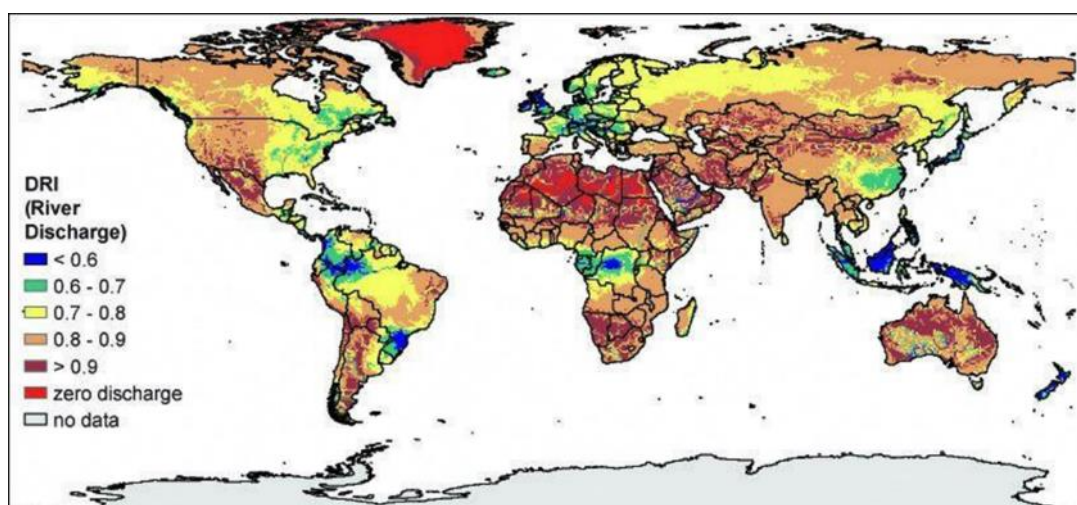 DRI
(River
Discharge)
< 0.6
0.6 - 0.7
0.7 - 0.8
0.8 - 0.9
> 0.9
zero discharge
no data